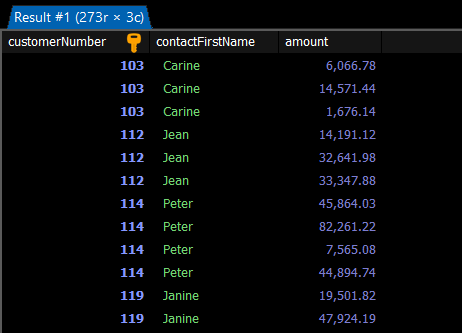 Result #1 (273r × 3c)
customerNumber contactFirstName amount
103 Carine 6,066.78
103 Carine 14,571.44
103 Carine 1,676.14
112 Jean 14,191.12
112 Jean 32,641.98
112 Jean 33,347.88
114 Peter 45,864.03
114 Peter 82,261.22
114 Peter 7,565.08
114 Peter 44,894.74
119 Janine 19,501.82
119 Janine 47,924.19